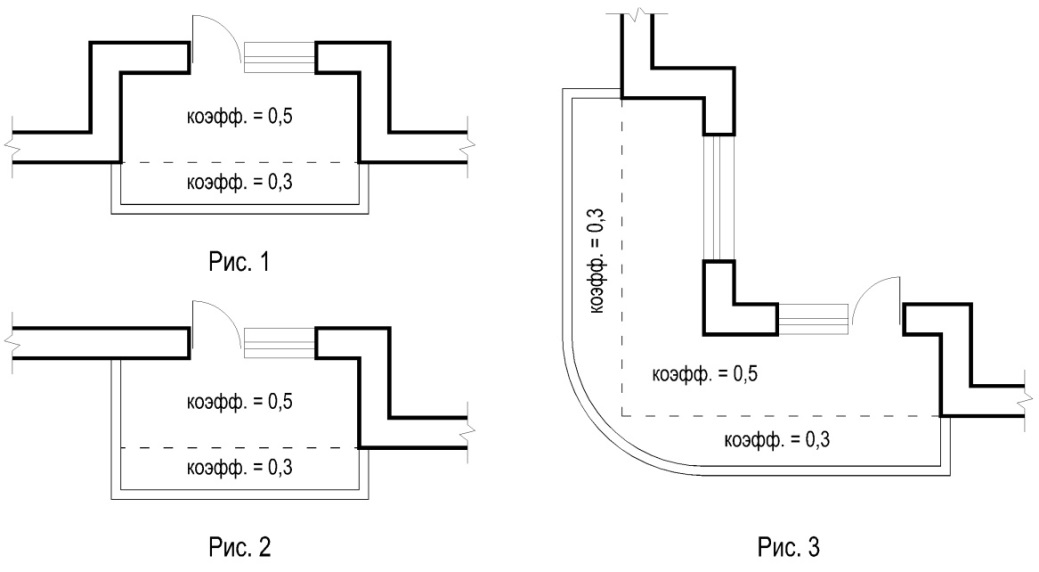 коэфф. = 0,5
коэфф. = 0,3
Рис. 1
коэфф. = 0,5
коэфф. = 0,3
Рис. 2
коэфф. = 0,3
коэфф. = 0,5
коэфф. = 0,3
Рис. 3